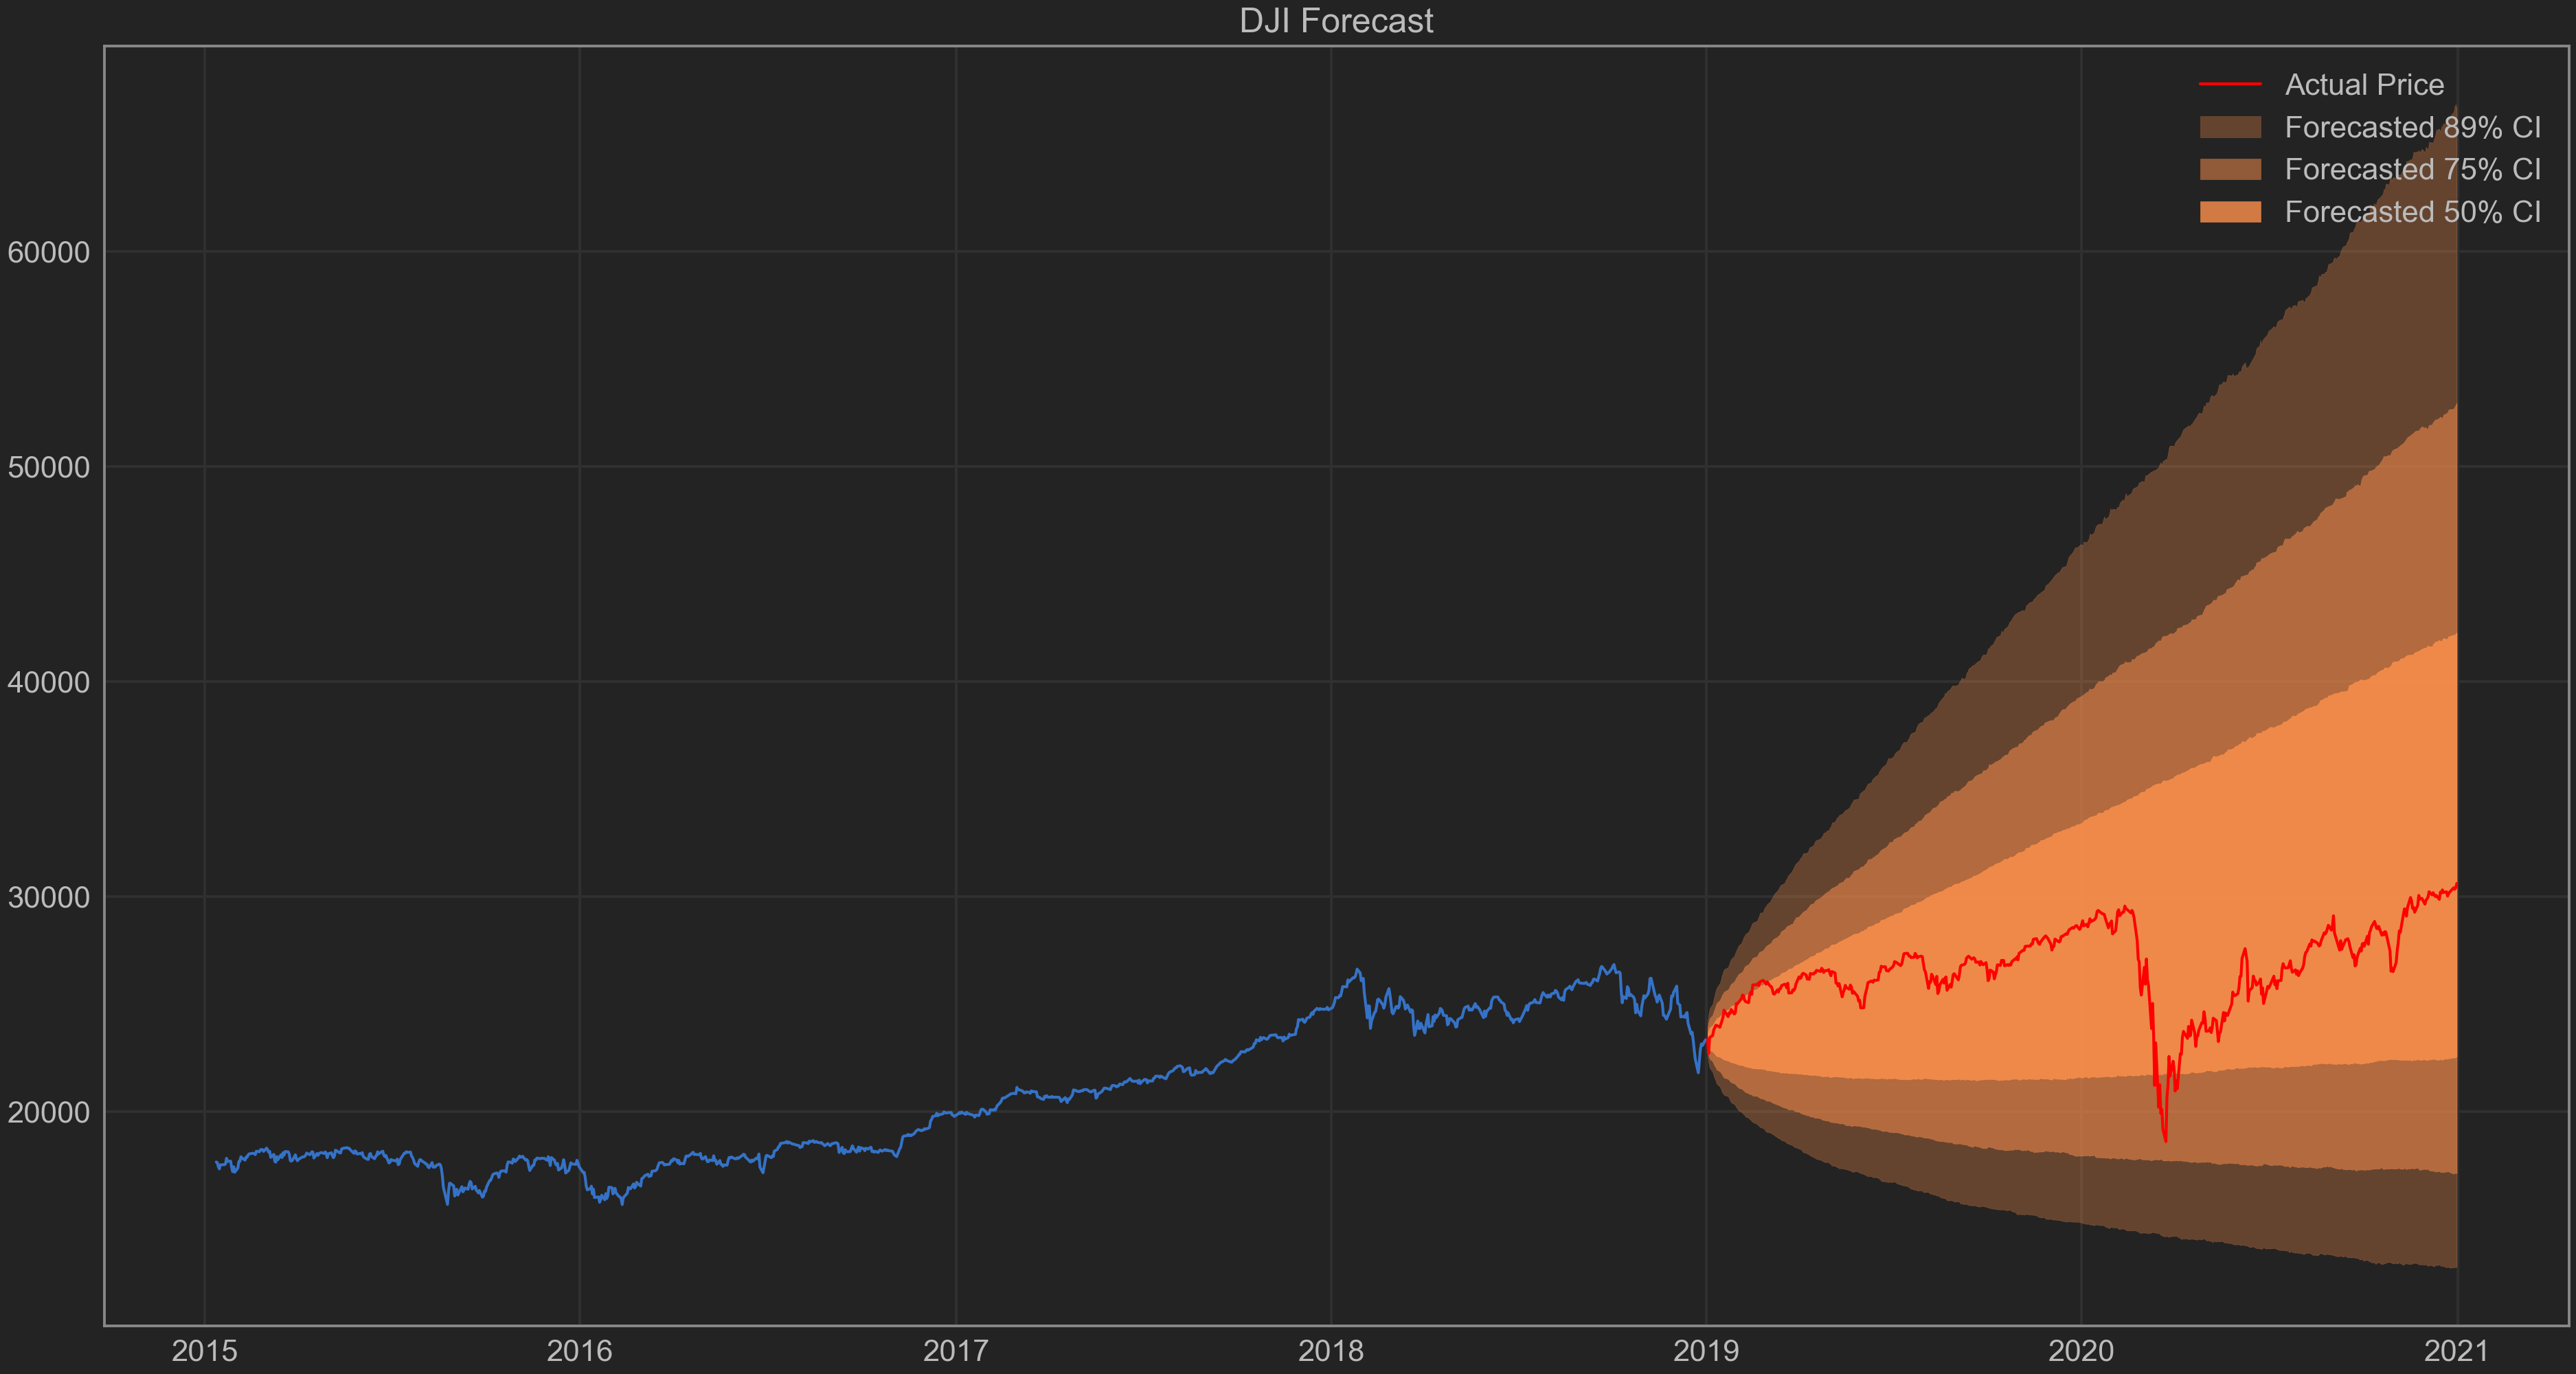 DJI Forecast
Actual Price
Forecasted 89% CI
Forecasted 75% CI
Forecasted 50% CI
60000
50000
40000
30000
20000
2015 2016 2017 2018 2019 2020 2021